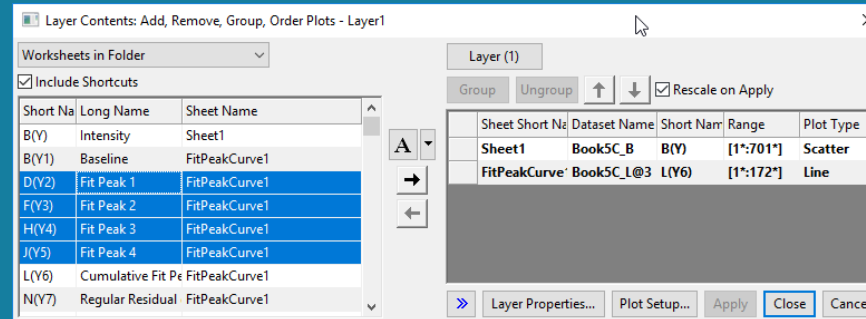 Layer Contents: Add, Remove, Group, Order Plots - Layer1
Worksheets in Folder
Include Shortcuts
Short Na Long Name Sheet Name
B(Y) Intensity Sheet1
B(Y1) Baseline FitPeakCurve1
D(Y2) Fit Peak 1 FitPeakCurve1
F(Y3) Fit Peak 2 FitPeakCurve1
H(Y4) Fit Peak 3 FitPeakCurve1
J(Y5) Fit Peak 4 FitPeakCurve1
L(Y6) Cumulative Fit Pe FitPeakCurve1
N(Y7) Regular Residual FitPeakCurve1
A
Layer (1)
Group Ungroup Rescale on Apply
Sheet Short Na Dataset Name Short Nam Range Plot Type
Sheet1 Book5C_B B(Y) [1*:701*] Scatter
FitPeakCurve1 Book5C_L@3 L(Y6) [1*:172*] Line
Layer Properties... Plot Setup... Apply Close Cance